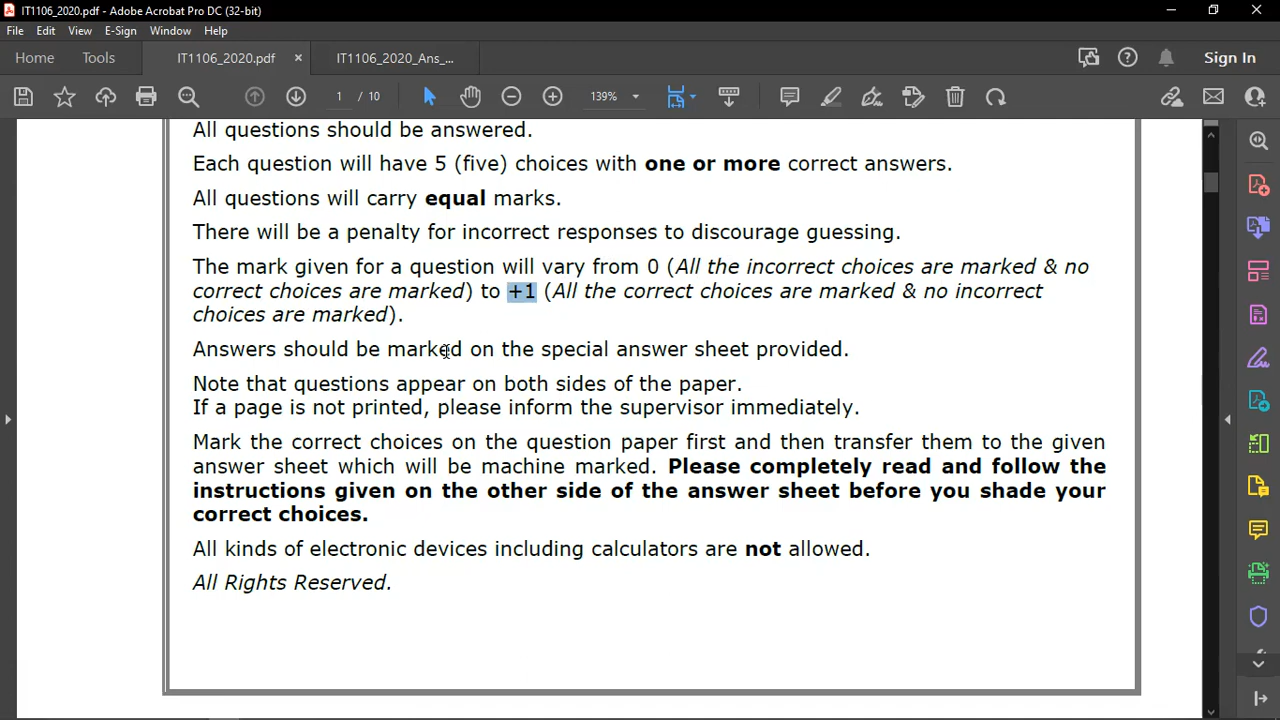 IT1106_2020.pdf - Adobe Acrobat Pro DC (32-bit)
File Edit View E-Sign Window Help
Home Tools IT1106_2020.pdf × IT1106_2020_Ans_... Sign In
1 / 10 139%
All questions should be answered.
Each question will have 5 (five) choices with one or more correct answers.
All questions will carry equal marks.
There will be a penalty for incorrect responses to discourage guessing.
The mark given for a question will vary from 0 (All the incorrect choices are marked & no
correct choices are marked) to +1 (All the correct choices are marked & no incorrect
choices are marked).
Answers should be marked on the special answer sheet provided.
Note that questions appear on both sides of the paper.
If a page is not printed, please inform the supervisor immediately.
Mark the correct choices on the question paper first and then transfer them to the given
answer sheet which will be machine marked. Please completely read and follow the
instructions given on the other side of the answer sheet before you shade your
correct choices.
All kinds of electronic devices including calculators are not allowed.
All Rights Reserved.